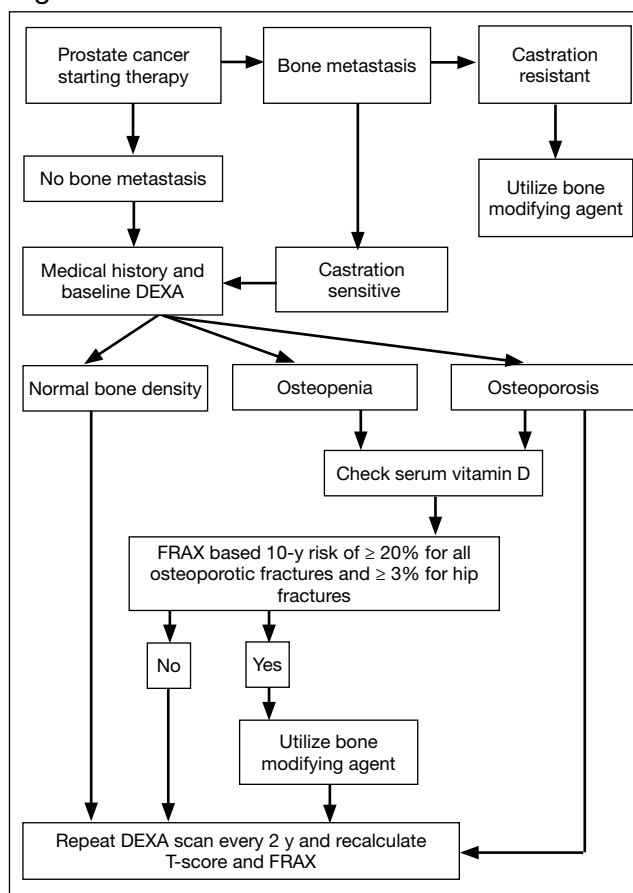 Prostate cancer
starting therapy
Bone metastasis
Castration
resistant
No bone metastasis
Utilize bone
modifying agent
Medical history and
baseline DEXA
Castration
sensitive
Normal bone density
Osteopenia
Osteoporosis
Check serum vitamin D
FRAX based 10-y risk of ≥ 20% for all
osteoporotic fractures and ≥ 3% for hip
fractures
No
Yes
Utilize bone
modifying agent
Repeat DEXA scan every 2 y and recalculate
T-score and FRAX